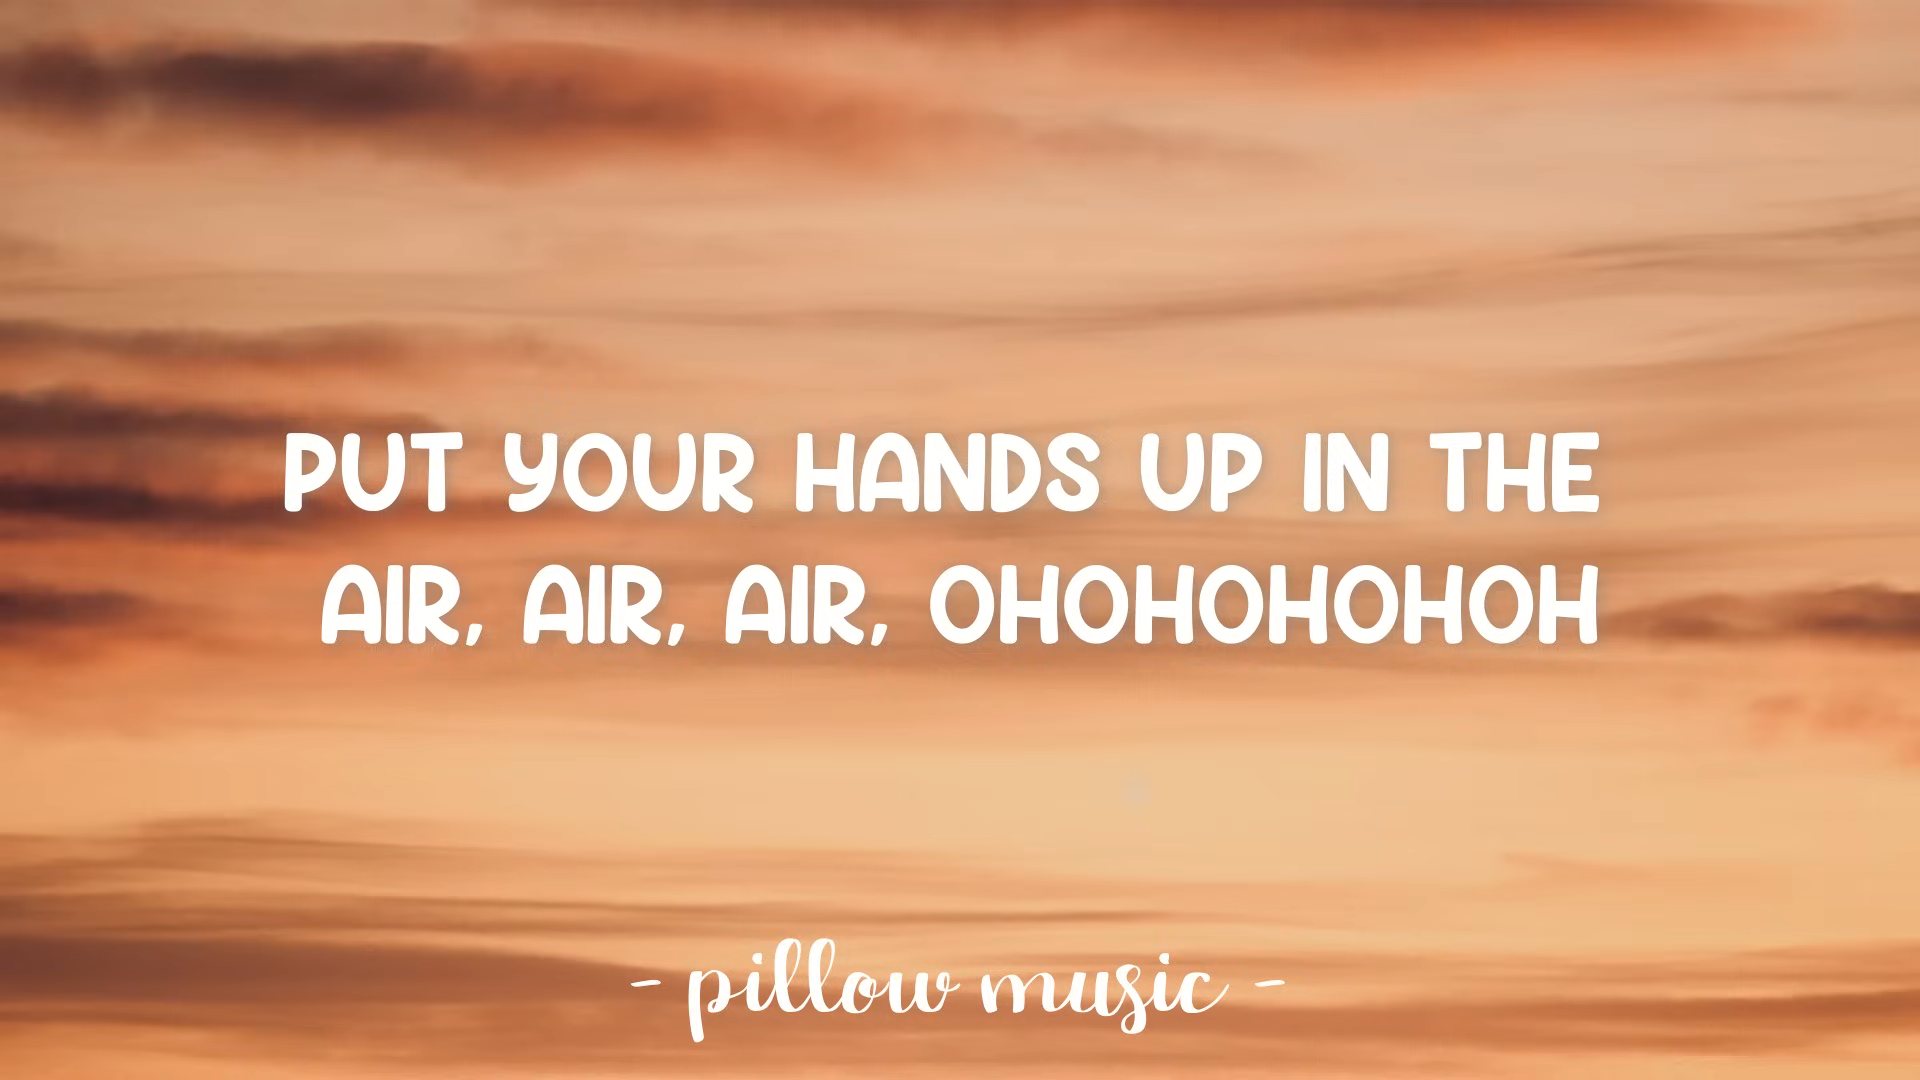 PUT YOUR HANDS UP IN THE
AIR, AIR, AIR, OHOHOHOHOH
- pillow music -